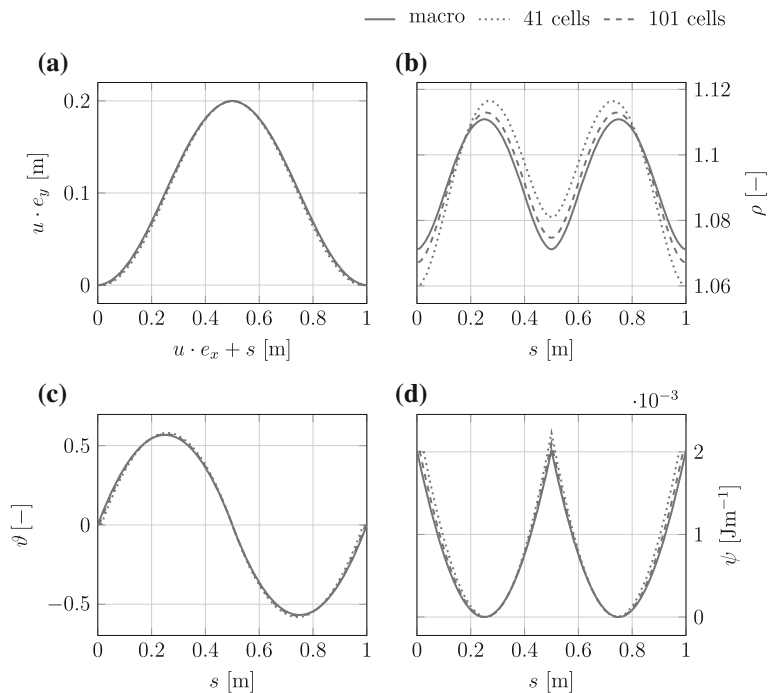 macro 41 cells 101 cells
(a)
0.2
0.1
0
u · e_y [m]
0 0.2 0.4 0.6 0.8 1
u · e_x + s [m]
(b)
1.12
1.1
1.08
1.06
ρ [−]
0 0.2 0.4 0.6 0.8 1
s [m]
(c)
0.5
0
−0.5
ϑ [−]
0 0.2 0.4 0.6 0.8 1
s [m]
(d)
·10⁻³
2
1
0
ψ [Jm⁻¹]
0 0.2 0.4 0.6 0.8 1
s [m]